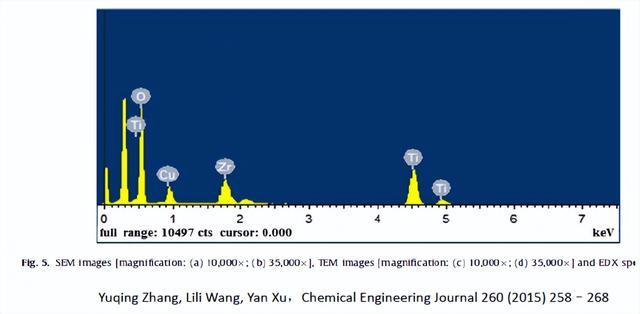 O
Ti
Cu
Zr
Ti
Ti
0 1 2 3 4 5 6 7
full range: 10497 cts cursor: 0.000 keV
Fig. 5. SEM images [magnification: (a) 10,000×; (b) 35,000×], TEM images [magnification: (c) 10,000×; (d) 35,000×] and EDX
Yuqing Zhang, Lili Wang, Yan Xu, Chemical Engineering Journal 260 (2015) 258 – 268